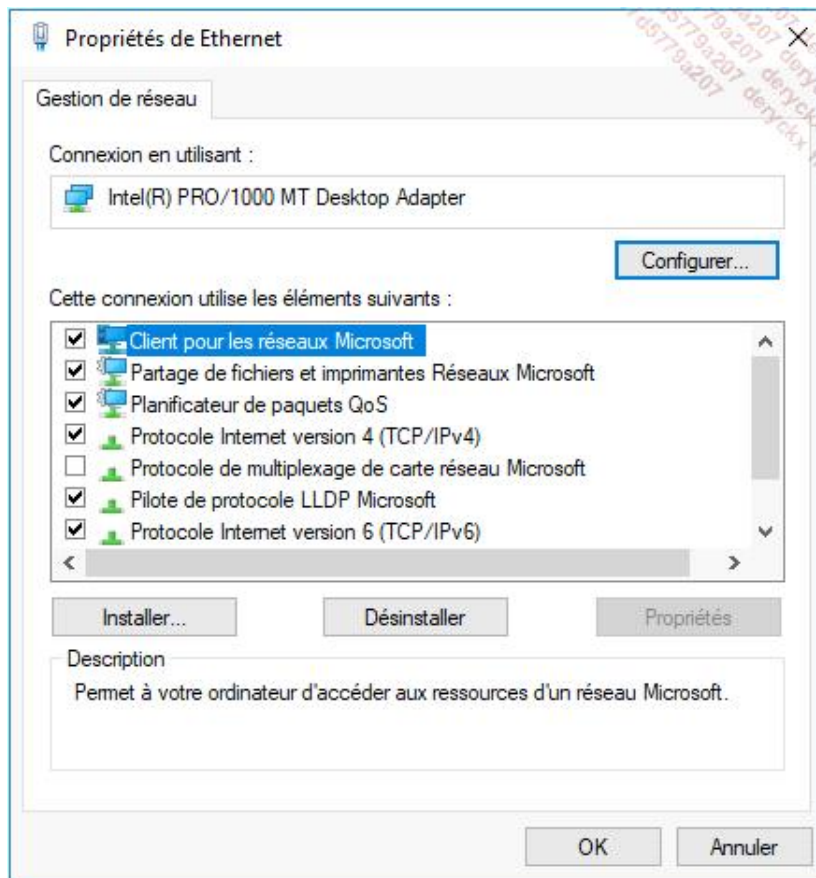 Propriétés de Ethernet
Gestion de réseau
Connexion en utilisant :
Intel(R) PRO/1000 MT Desktop Adapter
Configurer...
Cette connexion utilise les éléments suivants :
Client pour les réseaux Microsoft
Partage de fichiers et imprimantes Réseaux Microsoft
Planificateur de paquets QoS
Protocole Internet version 4 (TCP/IPv4)
Protocole de multiplexage de carte réseau Microsoft
Pilote de protocole LLDP Microsoft
Protocole Internet version 6 (TCP/IPv6)
Installer...
Désinstaller
Propriétés
Description
Permet à votre ordinateur d'accéder aux ressources d'un réseau Microsoft.
OK
Annuler